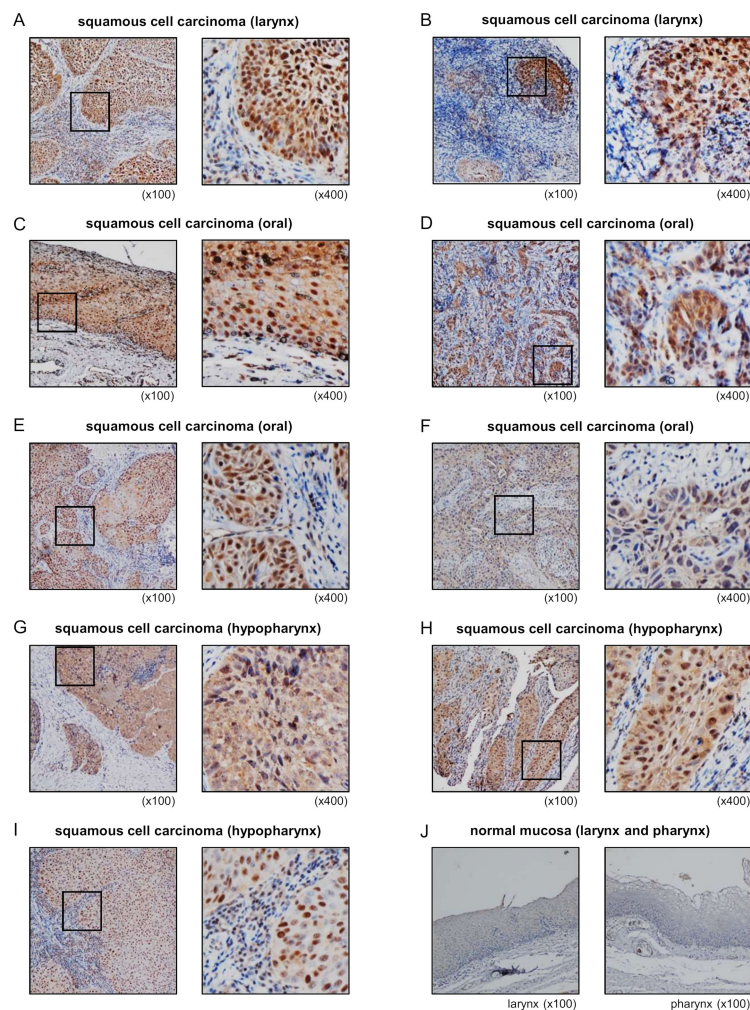 A squamous cell carcinoma (larynx)
(x100) (x400)
B squamous cell carcinoma (larynx)
(x100) (x400)
C squamous cell carcinoma (oral)
(x100) (x400)
D squamous cell carcinoma (oral)
(x100) (x400)
E squamous cell carcinoma (oral)
(x100) (x400)
F squamous cell carcinoma (oral)
(x100) (x400)
G squamous cell carcinoma (hypopharynx)
(x100) (x400)
H squamous cell carcinoma (hypopharynx)
(x100) (x400)
I squamous cell carcinoma (hypopharynx)
(x100) (x400)
J normal mucosa (larynx and pharynx)
larynx (x100) pharynx (x100)